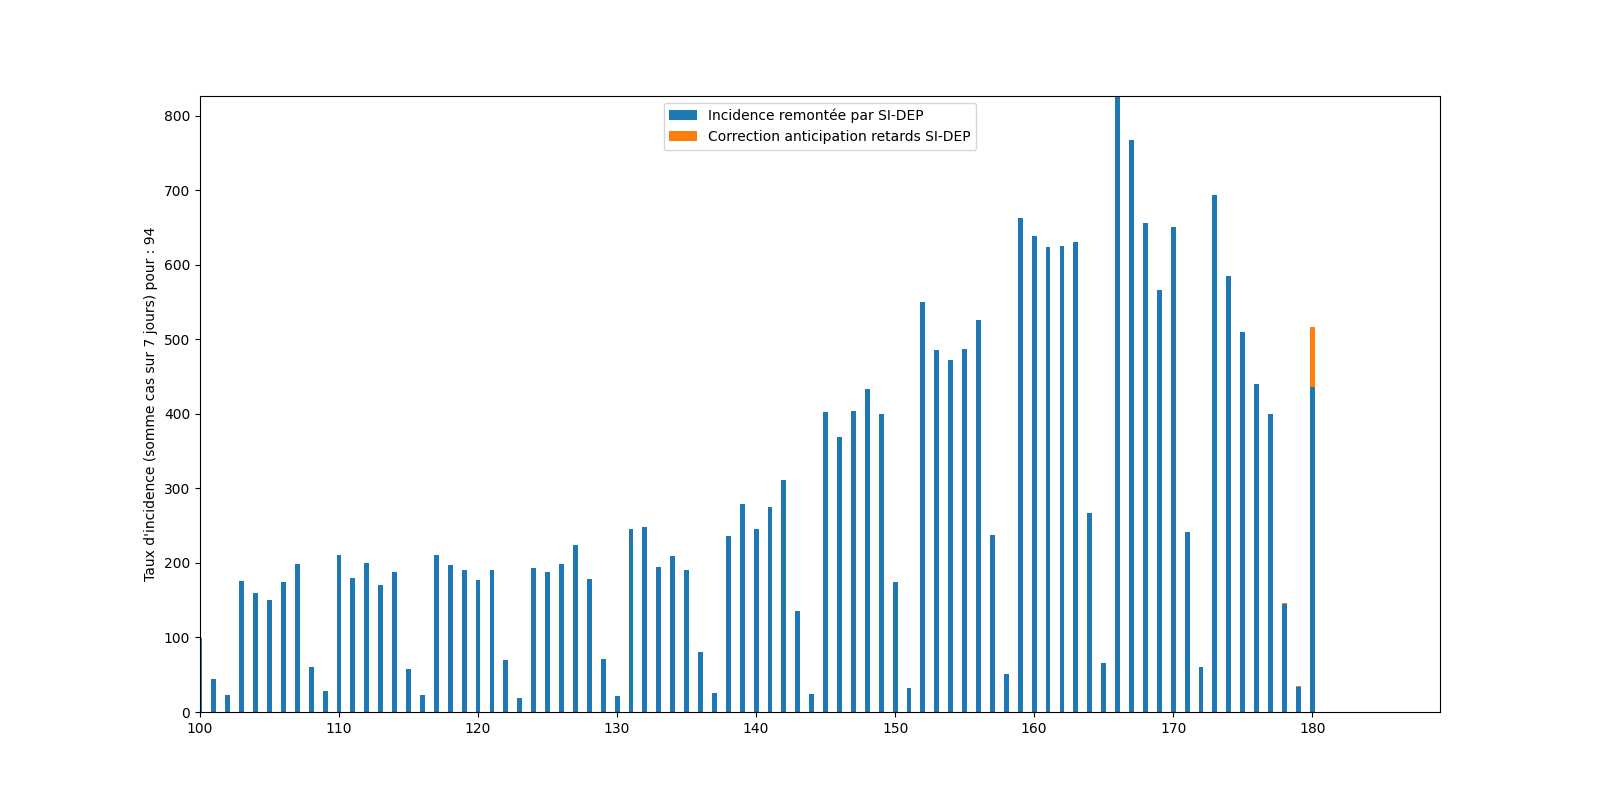 Incidence remontée par SI-DEP
Correction anticipation retards SI-DEP
Taux d'incidence (somme cas sur 7 jours) pour : 94
800
700
600
500
400
300
200
100
0
100 110 120 130 140 150 160 170 180